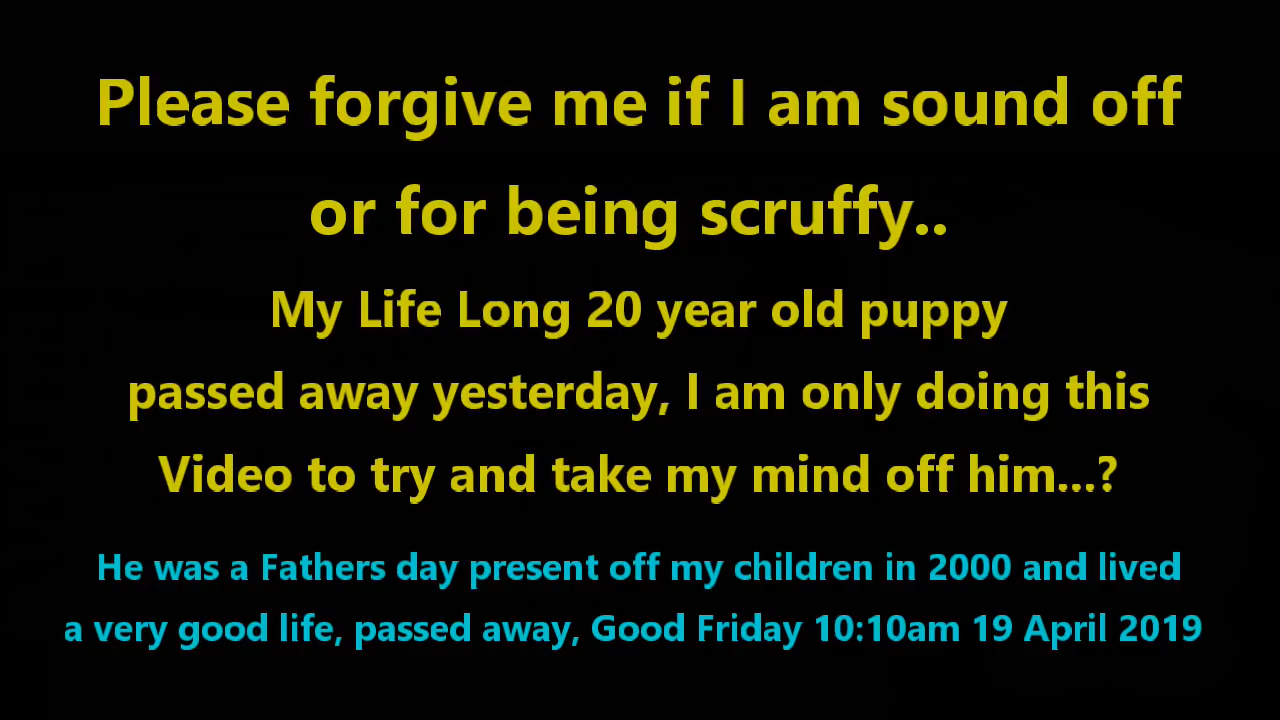 Please forgive me if I am sound off
or for being scruffy..
My Life Long 20 year old puppy
passed away yesterday, I am only doing this
Video to try and take my mind off him...?
He was a Fathers day present off my children in 2000 and lived
a very good life, passed away, Good Friday 10:10am 19 April 2019